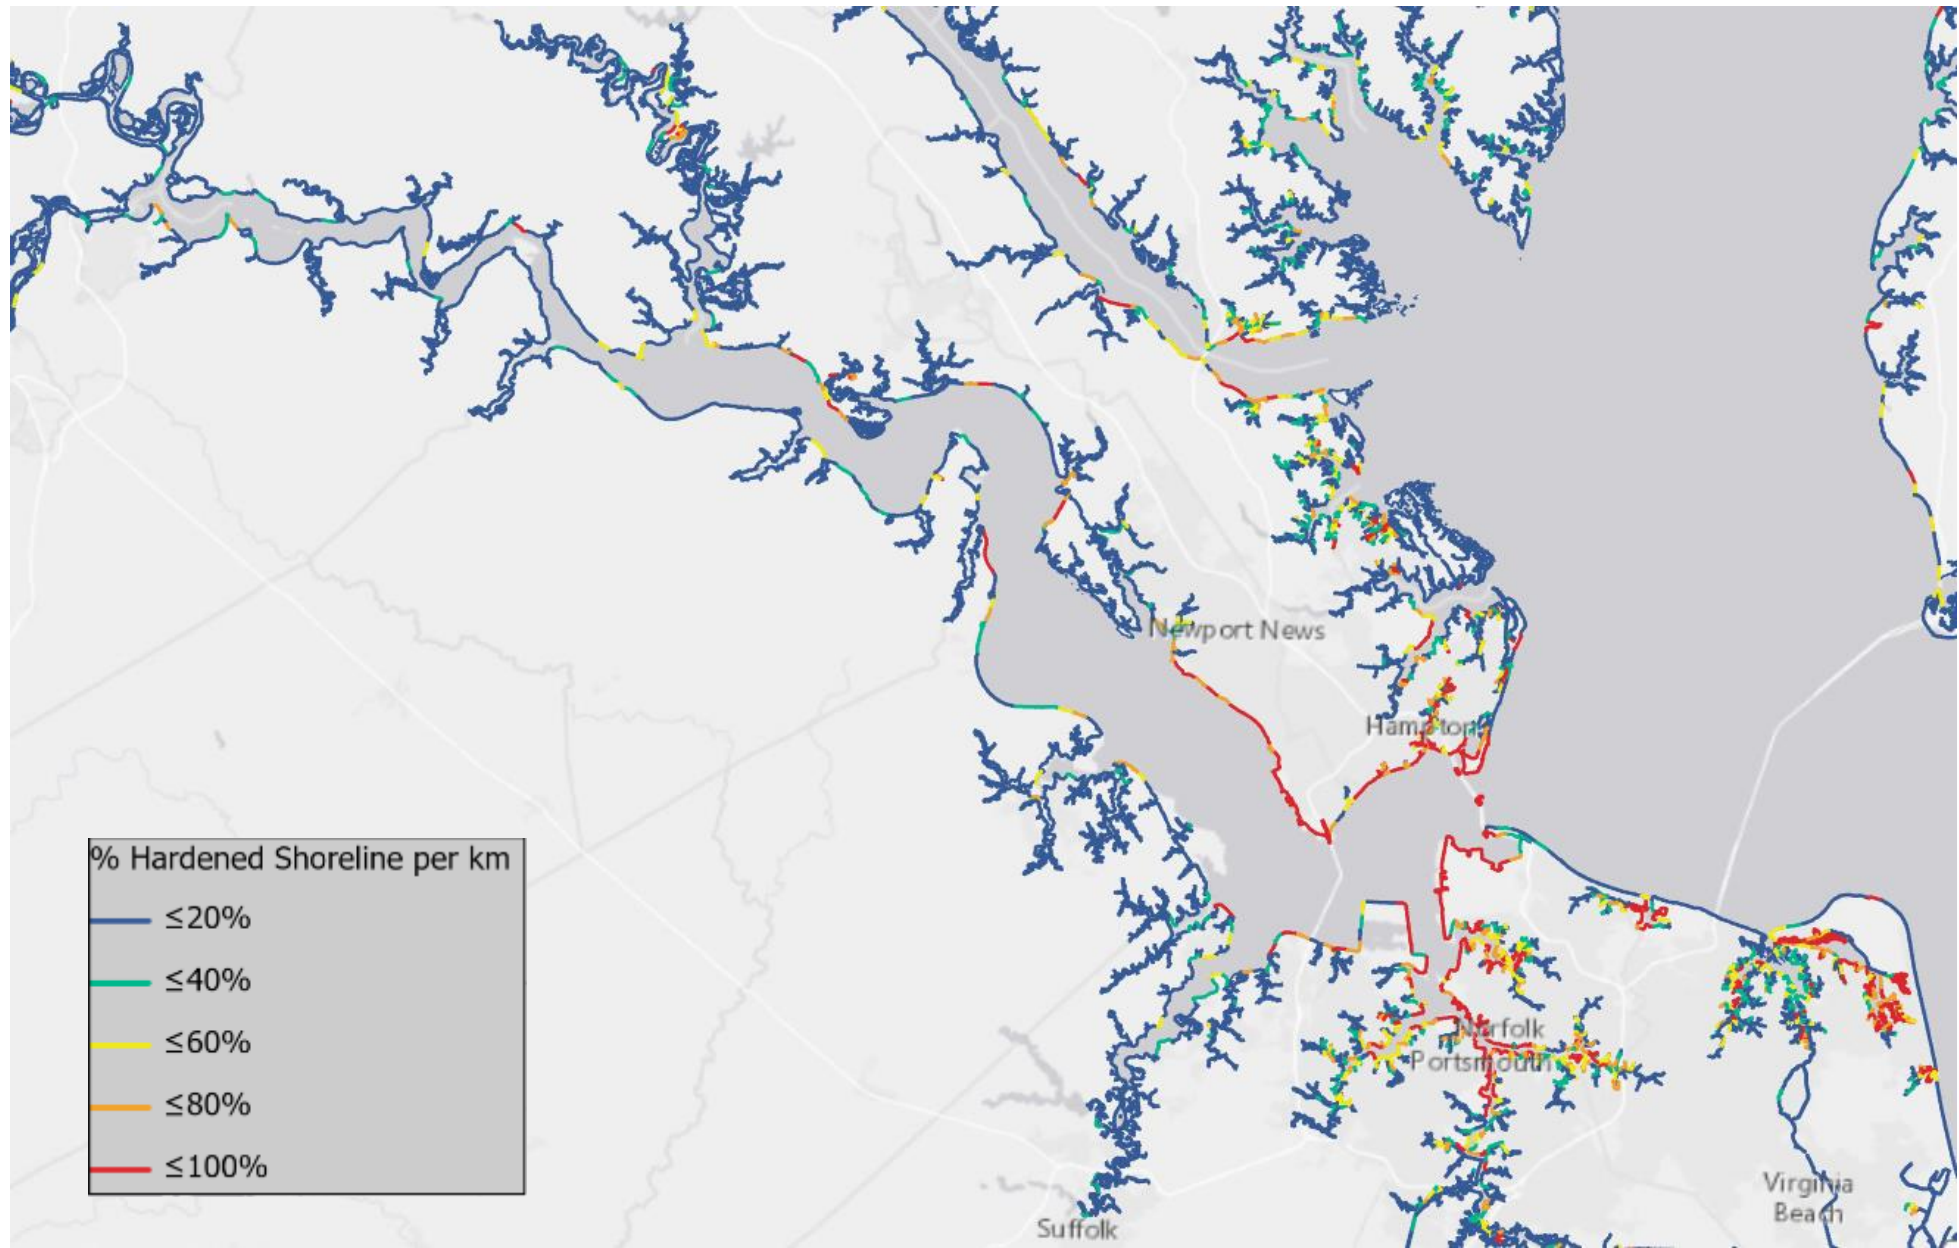 Newport News
Hampton
% Hardened Shoreline per km
≤20%
≤40%
≤60%
≤80%
≤100%
Norfolk
Portsmouth
Virginia
Beach
Suffolk